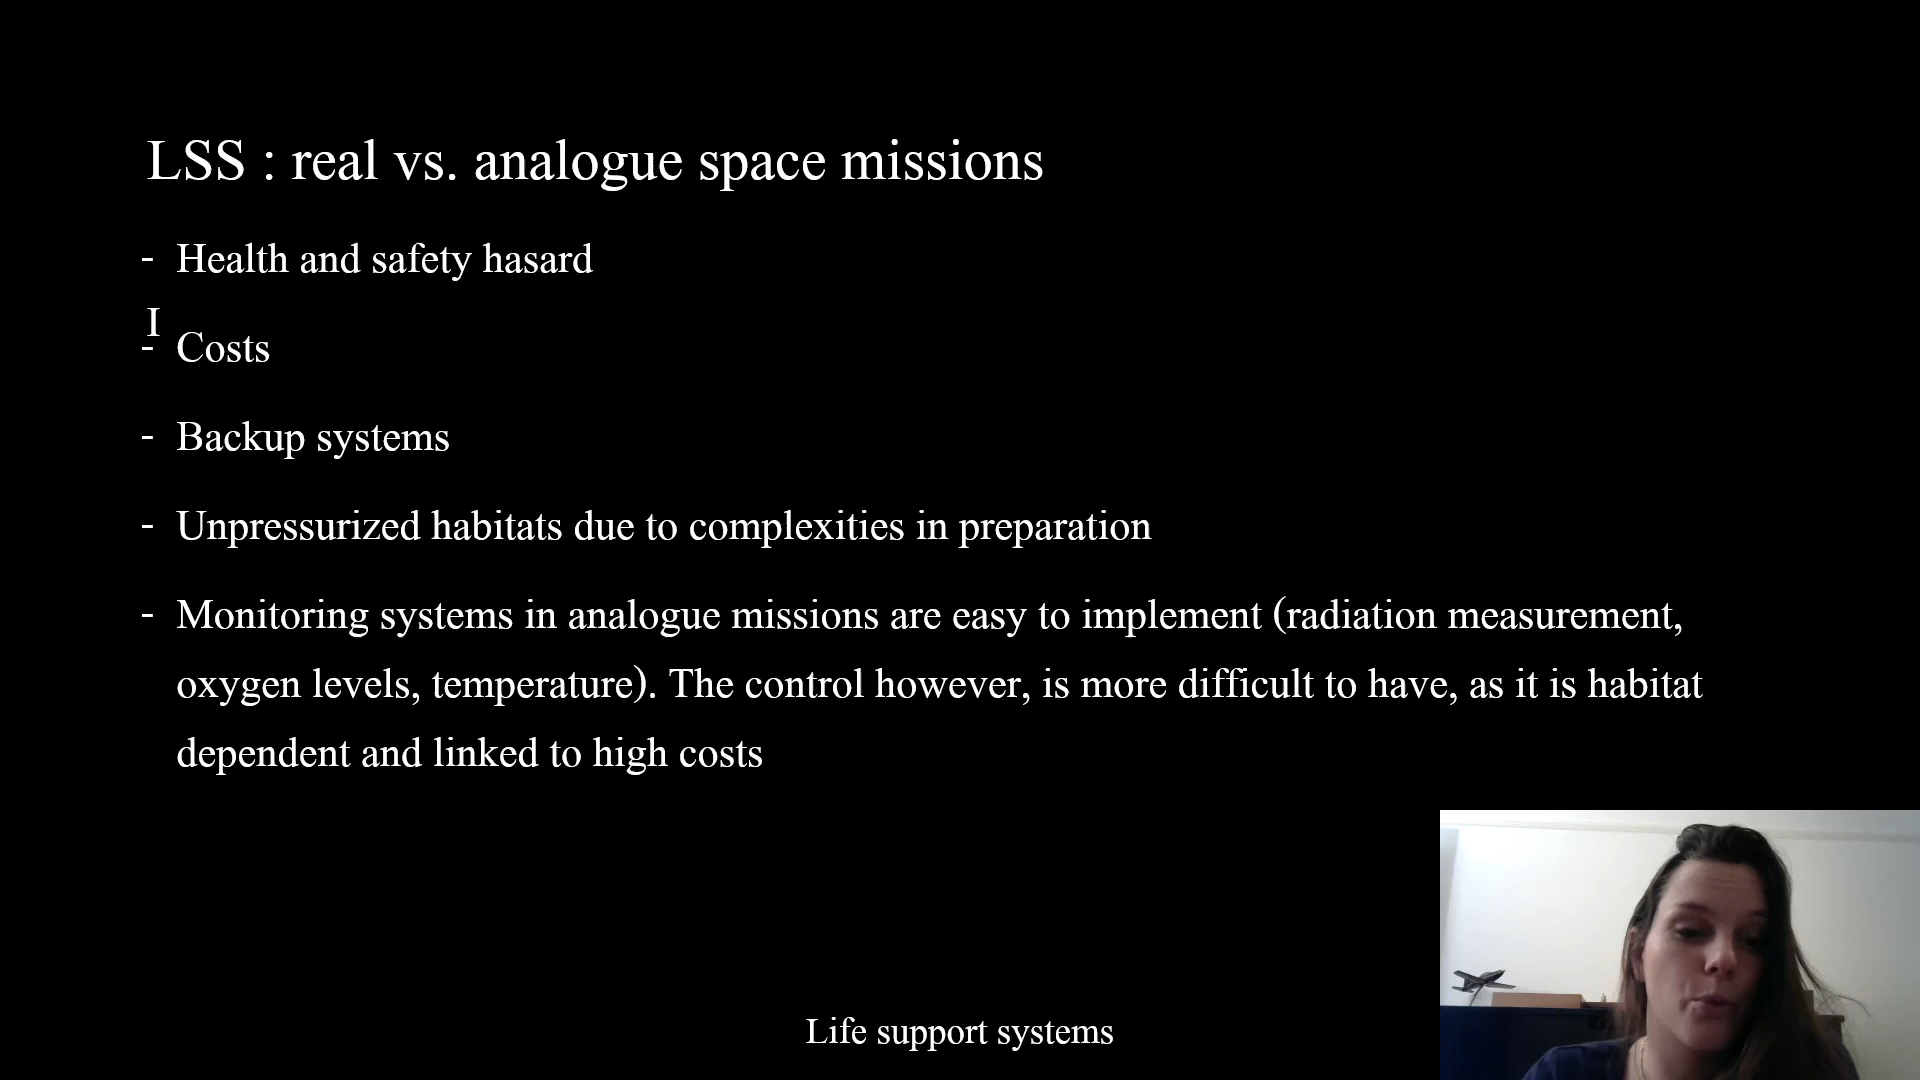 LSS : real vs. analogue space missions
- Health and safety hasard
I
- Costs
- Backup systems
- Unpressurized habitats due to complexities in preparation
- Monitoring systems in analogue missions are easy to implement (radiation measurement,
oxygen levels, temperature). The control however, is more difficult to have, as it is habitat
dependent and linked to high costs
Life support systems